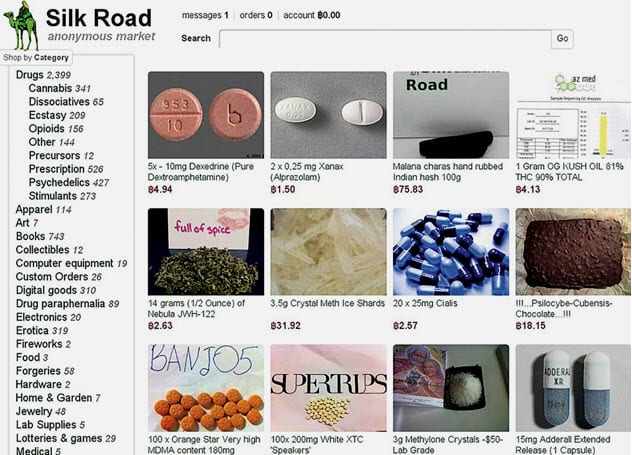 Silk Road
anonymous market
messages 1 | orders 0 | account ฿0.00
Search
Go
Shop by Category
Drugs 2,399
Cannabis 341
Dissociatives 65
Ecstasy 209
Opioids 156
Other 144
Precursors 12
Prescription 526
Psychedelics 427
Stimulants 273
Apparel 114
Art 7
Books 743
Collectibles 12
Computer equipment 19
Custom Orders 26
Digital goods 310
Drug paraphernalia 89
Electronics 20
Erotica 319
Fireworks 2
Food 3
Forgeries 58
Hardware 2
Home & Garden 7
Jewelry 48
Lab Supplies 5
Lotteries & games 29
Medical 5
953
10
b
5x - 10mg Dexedrine (Pure
Dextroamphetamine)
฿4.94
XANAX
2 x 0,25 mg Xanax
(Alprazolam)
฿1.50
Road
Malana charas hand rubbed
Indian hash 100g
฿75.83
az med
1 Gram OG KUSH OIL 81%
THC 90% TOTAL
฿4.13
full of spice
14 grams (1/2 Ounce) of
Nebula JWH-122
฿2.63
3.5g Crystal Meth Ice Shards
฿31.92
20 x 25mg Cialis
฿2.57
!!!...Psilocybe-Cubensis-
Chocolate...!!!
฿18.15
BANJO5
100 x Orange Star Very high
MDMA content 180mg
SUPERTRIPS
100x 200mg White XTC
'Speakers'
3g Methylone Crystals -$50-
Lab Grade
ADDERALL
XR
15mg Adderall Extended
Release (1 Capsule)